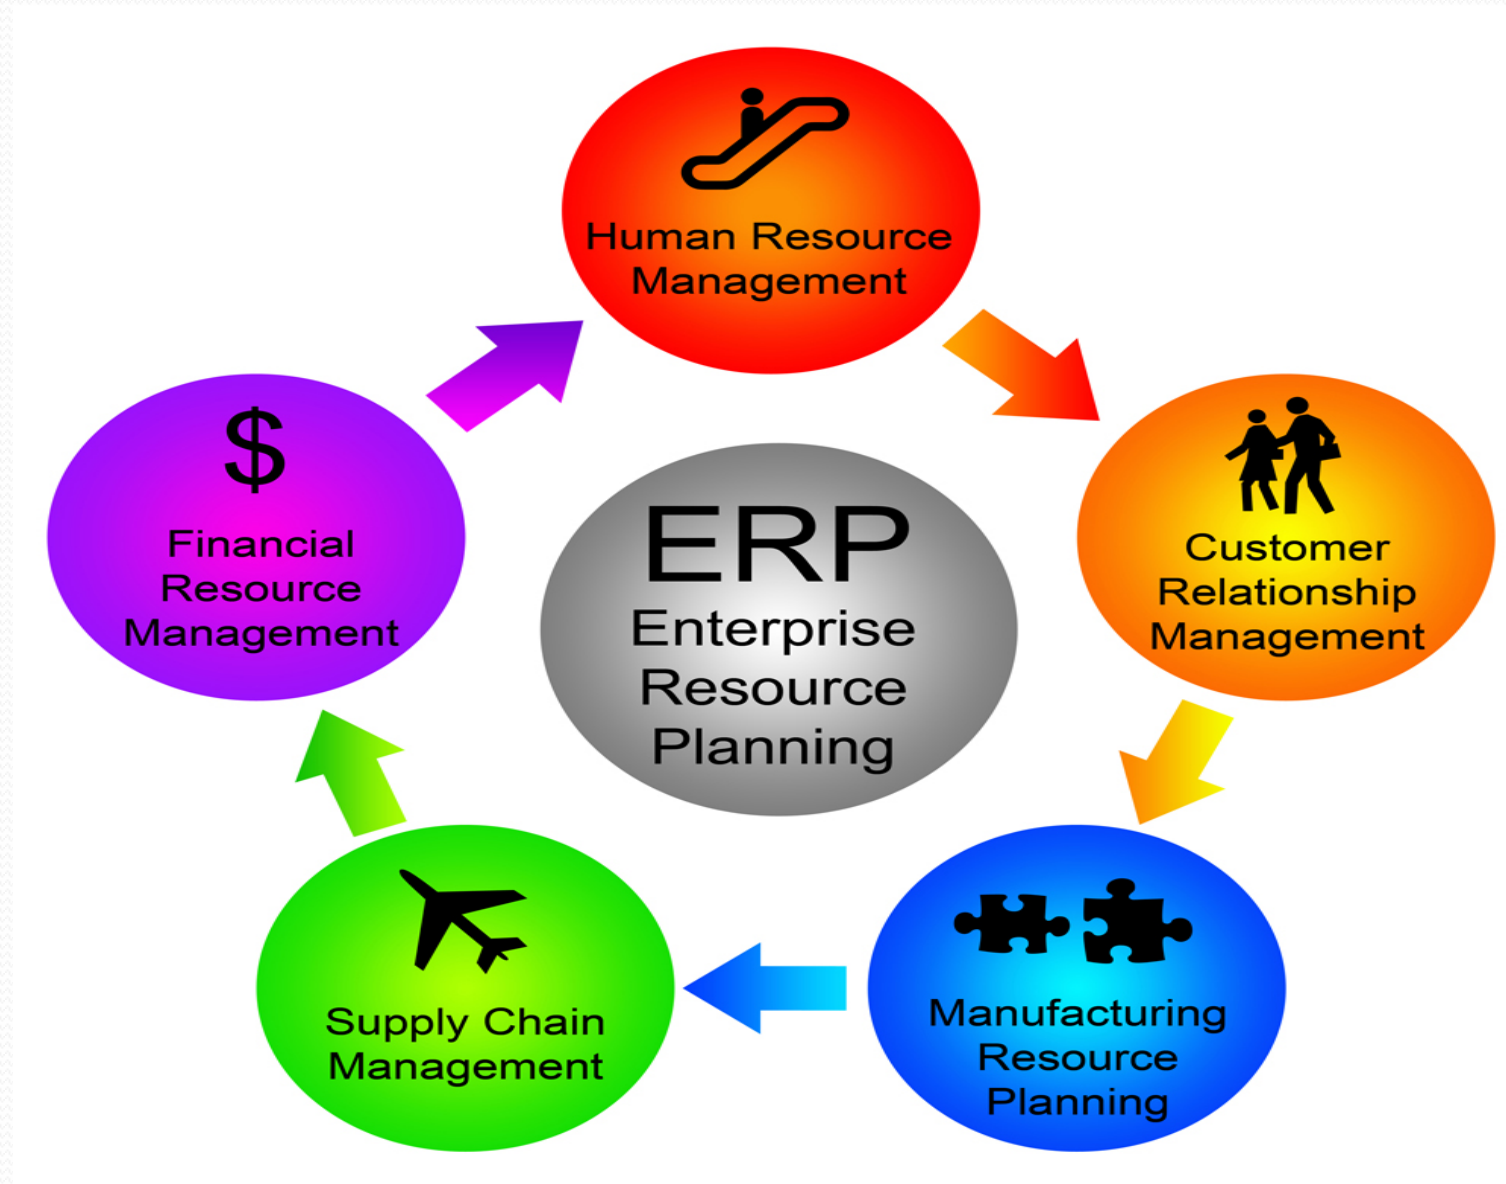 Human Resource
Management
$
Financial
Resource
Management
ERP
Enterprise
Resource
Planning
Customer
Relationship
Management
Supply Chain
Management
Manufacturing
Resource
Planning